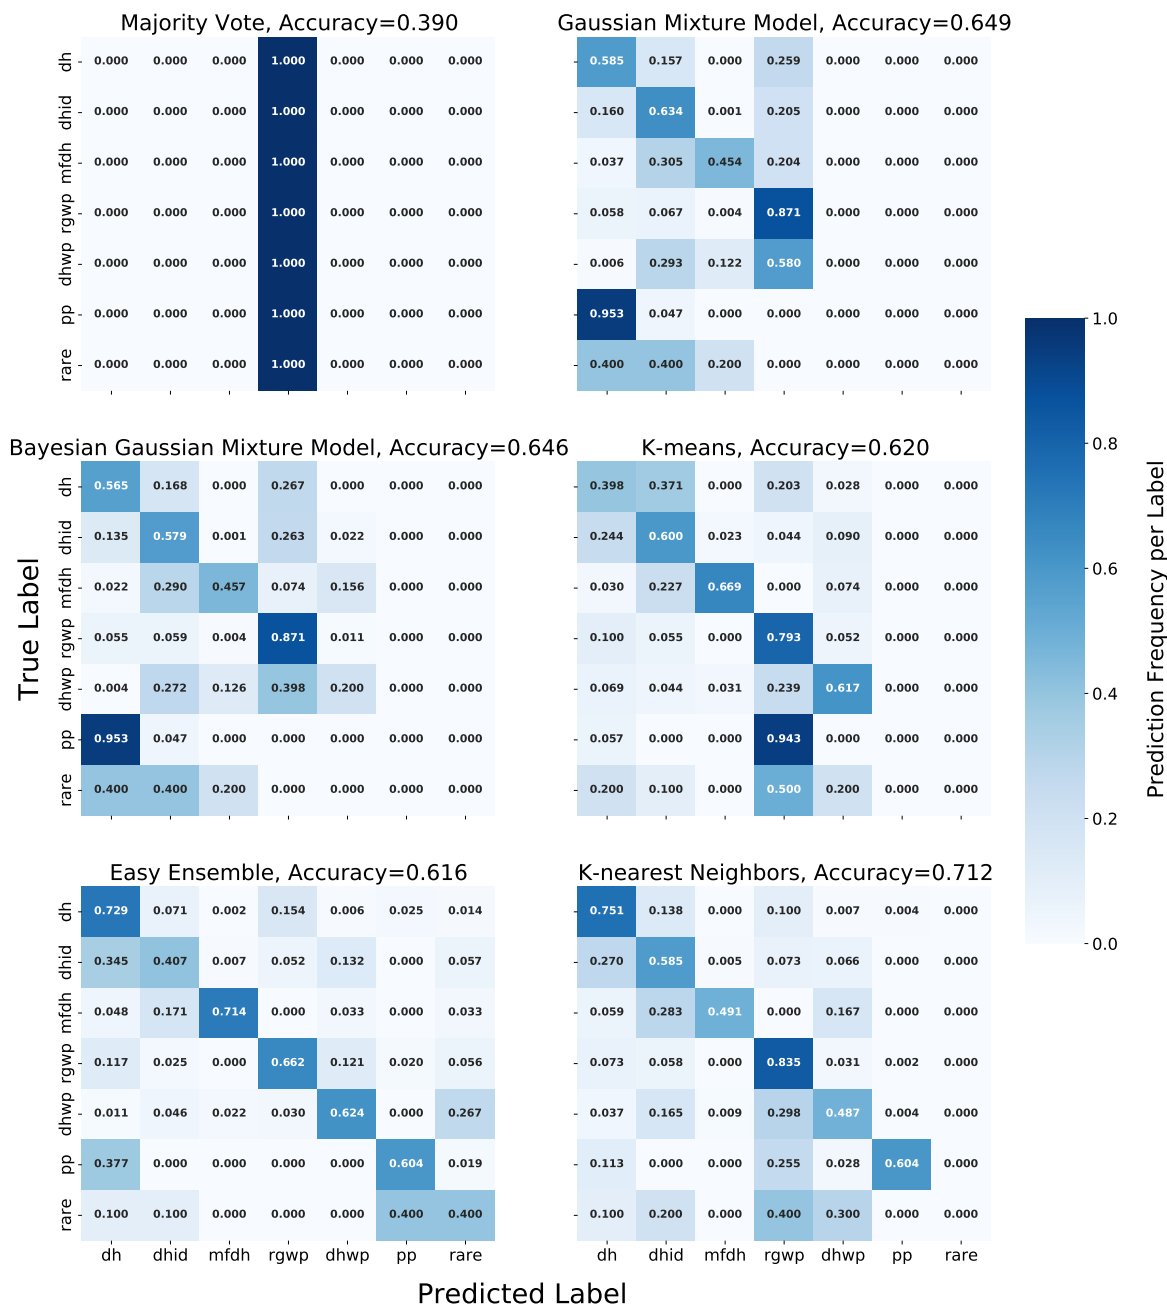 Majority Vote, Accuracy=0.390
dh 0.000 0.000 0.000 1.000 0.000 0.000 0.000
dhid 0.000 0.000 0.000 1.000 0.000 0.000 0.000
mfdh 0.000 0.000 0.000 1.000 0.000 0.000 0.000
rgwp 0.000 0.000 0.000 1.000 0.000 0.000 0.000
dhwp 0.000 0.000 0.000 1.000 0.000 0.000 0.000
pp 0.000 0.000 0.000 1.000 0.000 0.000 0.000
rare 0.000 0.000 0.000 1.000 0.000 0.000 0.000
Gaussian Mixture Model, Accuracy=0.649
0.585 0.157 0.000 0.259 0.000 0.000 0.000
0.160 0.634 0.001 0.205 0.000 0.000 0.000
0.037 0.305 0.454 0.204 0.000 0.000 0.000
0.058 0.067 0.004 0.871 0.000 0.000 0.000
0.006 0.293 0.122 0.580 0.000 0.000 0.000
0.953 0.047 0.000 0.000 0.000 0.000 0.000
0.400 0.400 0.200 0.000 0.000 0.000 0.000
Bayesian Gaussian Mixture Model, Accuracy=0.646
dh 0.565 0.168 0.000 0.267 0.000 0.000 0.000
dhid 0.135 0.579 0.001 0.263 0.022 0.000 0.000
mfdh 0.022 0.290 0.457 0.074 0.156 0.000 0.000
rgwp 0.055 0.059 0.004 0.871 0.011 0.000 0.000
dhwp 0.004 0.272 0.126 0.398 0.200 0.000 0.000
pp 0.953 0.047 0.000 0.000 0.000 0.000 0.000
rare 0.400 0.400 0.200 0.000 0.000 0.000 0.000
K-means, Accuracy=0.620
0.398 0.371 0.000 0.203 0.028 0.000 0.000
0.244 0.600 0.023 0.044 0.090 0.000 0.000
0.030 0.227 0.669 0.000 0.074 0.000 0.000
0.100 0.055 0.000 0.793 0.052 0.000 0.000
0.069 0.044 0.031 0.239 0.617 0.000 0.000
0.057 0.000 0.000 0.943 0.000 0.000 0.000
0.200 0.100 0.000 0.500 0.200 0.000 0.000
Easy Ensemble, Accuracy=0.616
dh 0.729 0.071 0.002 0.154 0.006 0.025 0.014
dhid 0.345 0.407 0.007 0.052 0.132 0.000 0.057
mfdh 0.048 0.171 0.714 0.000 0.033 0.000 0.033
rgwp 0.117 0.025 0.000 0.662 0.121 0.020 0.056
dhwp 0.011 0.046 0.022 0.030 0.624 0.000 0.267
pp 0.377 0.000 0.000 0.000 0.000 0.604 0.019
rare 0.100 0.100 0.000 0.000 0.000 0.400 0.400
dh dhid mfdh rgwp dhwp pp rare
K-nearest Neighbors, Accuracy=0.712
0.751 0.138 0.000 0.100 0.007 0.004 0.000
0.270 0.585 0.005 0.073 0.066 0.000 0.000
0.059 0.283 0.491 0.000 0.167 0.000 0.000
0.073 0.058 0.000 0.835 0.031 0.002 0.000
0.037 0.165 0.009 0.298 0.487 0.004 0.000
0.113 0.000 0.000 0.255 0.028 0.604 0.000
0.100 0.200 0.000 0.400 0.300 0.000 0.000
dh dhid mfdh rgwp dhwp pp rare
True Label
Predicted Label
1.0
0.8
0.6
0.4
0.2
0.0
Prediction Frequency per Label